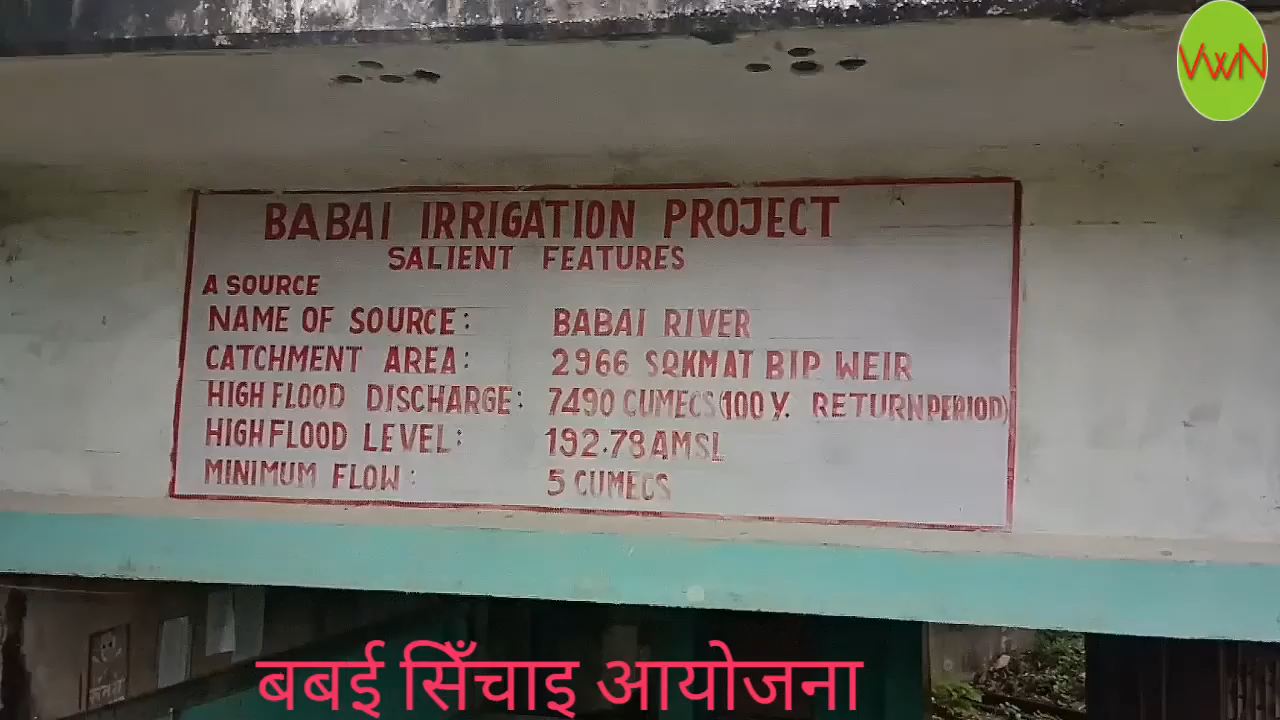 VWN
BABAI IRRIGATION PROJECT
SALIENT FEATURES
A SOURCE
NAME OF SOURCE: BABAI RIVER
CATCHMENT AREA: 2966 SQKM AT BIP WEIR
HIGH FLOOD DISCHARGE: 7490 CUMECS (100 Y. RETURN PERIOD)
HIGH FLOOD LEVEL: 192.78 AMSL
MINIMUM FLOW: 5 CUMECS
बबई सिँचाइ आयोजना